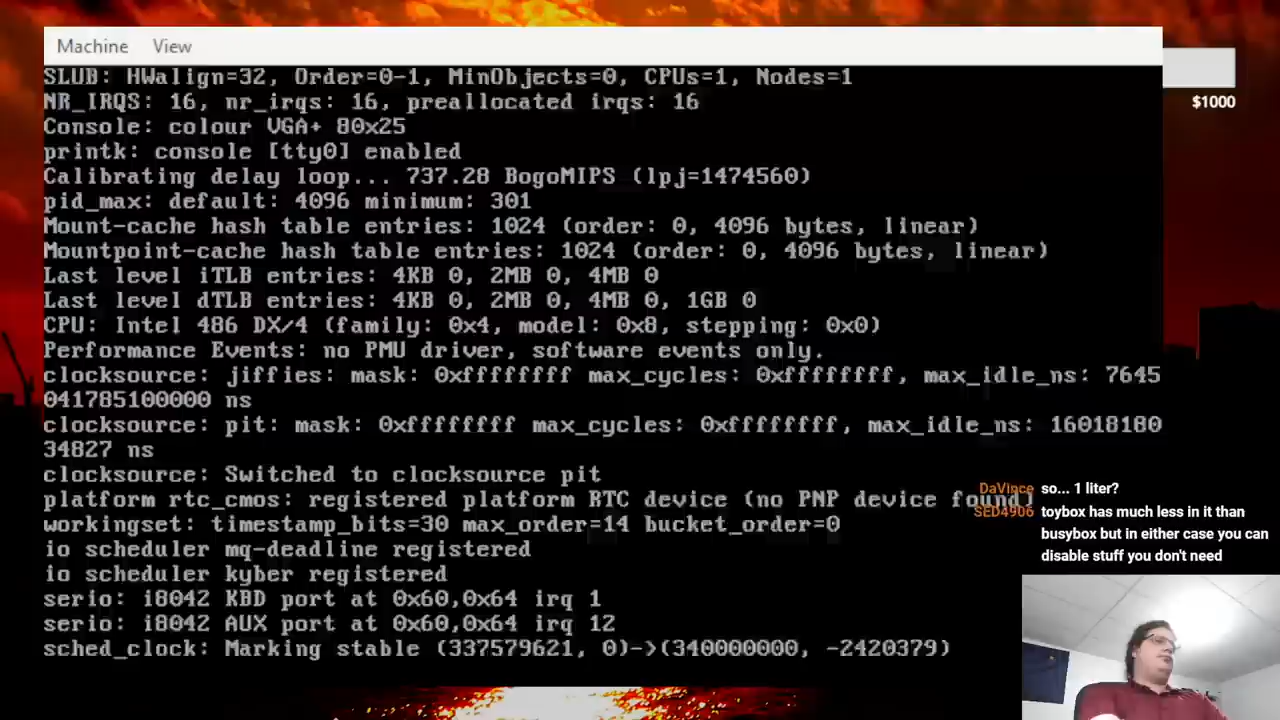 Machine View
SLUB: HWalign=32, Order=0-1, MinObjects=0, CPUs=1, Nodes=1
NR_IRQS: 16, nr_irqs: 16, preallocated irqs: 16
$1000
Console: colour VGA+ 80x25
printk: console [tty0] enabled
Calibrating delay loop... 737.28 BogoMIPS (lpj=1474560)
pid_max: default: 4096 minimum: 301
Mount-cache hash table entries: 1024 (order: 0, 4096 bytes, linear)
Mountpoint-cache hash table entries: 1024 (order: 0, 4096 bytes, linear)
Last level iTLB entries: 4KB 0, 2MB 0, 4MB 0
Last level dTLB entries: 4KB 0, 2MB 0, 4MB 0, 1GB 0
CPU: Intel 486 DX/4 (family: 0x4, model: 0x8, stepping: 0x0)
Performance Events: no PMU driver, software events only.
clocksource: jiffies: mask: 0xffffffff max_cycles: 0xffffffff, max_idle_ns: 7645
041785100000 ns
clocksource: pit: mask: 0xffffffff max_cycles: 0xffffffff, max_idle_ns: 16018180
34827 ns
clocksource: Switched to clocksource pit
platform rtc_cmos: registered platform RTC device (no PNP device found)
workingset: timestamp_bits=30 max_order=14 bucket_order=0
io scheduler mq-deadline registered
io scheduler kyber registered
serio: i8042 KBD port at 0x60,0x64 irq 1
serio: i8042 AUX port at 0x60,0x64 irq 12
sched_clock: Marking stable (337579621, 0)->(340000000, -2420379)
DaVince so... 1 liter?
SED4906 toybox has much less in it than
busybox but in either case you can
disable stuff you don't need